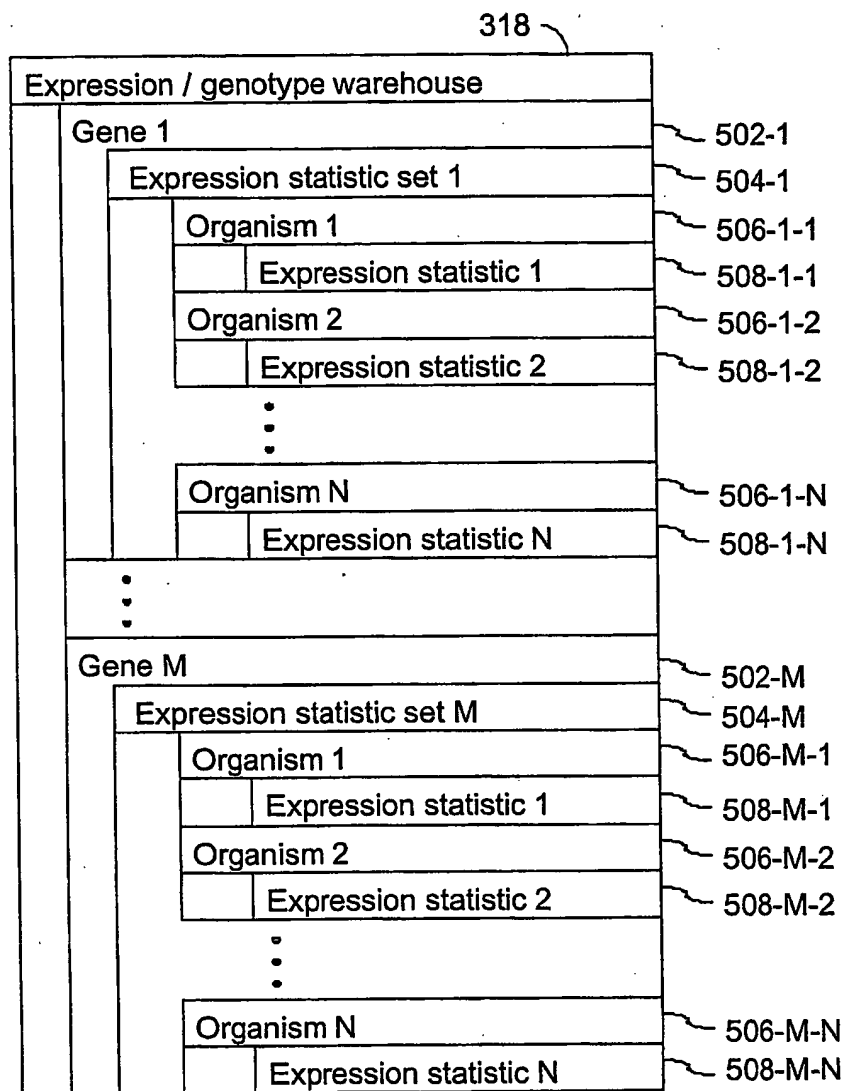 318
Expression / genotype warehouse
Gene 1 502-1
Expression statistic set 1 504-1
Organism 1 506-1-1
Expression statistic 1 508-1-1
Organism 2 506-1-2
Expression statistic 2 508-1-2
Organism N 506-1-N
Expression statistic N 508-1-N
Gene M 502-M
Expression statistic set M 504-M
Organism 1 506-M-1
Expression statistic 1 508-M-1
Organism 2 506-M-2
Expression statistic 2 508-M-2
Organism N 506-M-N
Expression statistic N 508-M-N